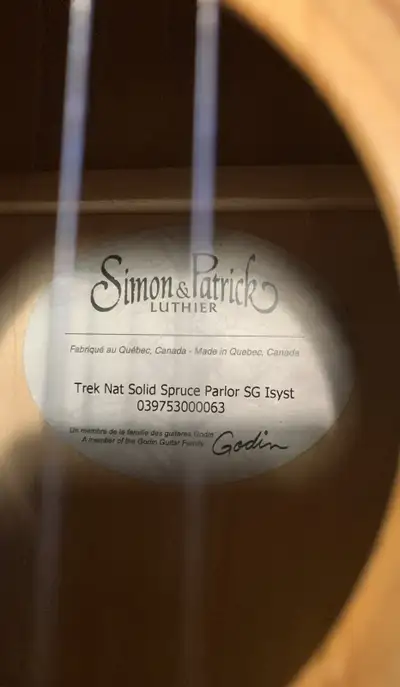 Simon & Patrick
LUTHIER
Fabriqué au Québec, Canada - Made in Quebec, Canada
Trek Nat Solid Spruce Parlor SG Isyst
039753000063
Un membre de la famille des guitares Godin
A member of the Godin Guitar Family
Godin